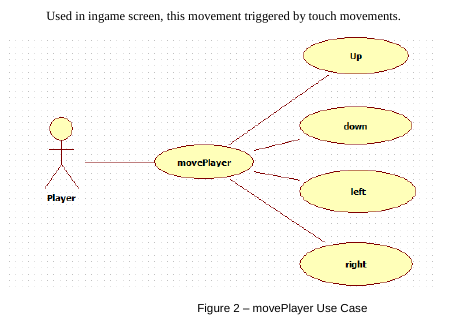 Used in ingame screen, this movement triggered by touch movements.
Up
down
movePlayer
left
Player
right
Figure 2 – movePlayer Use Case